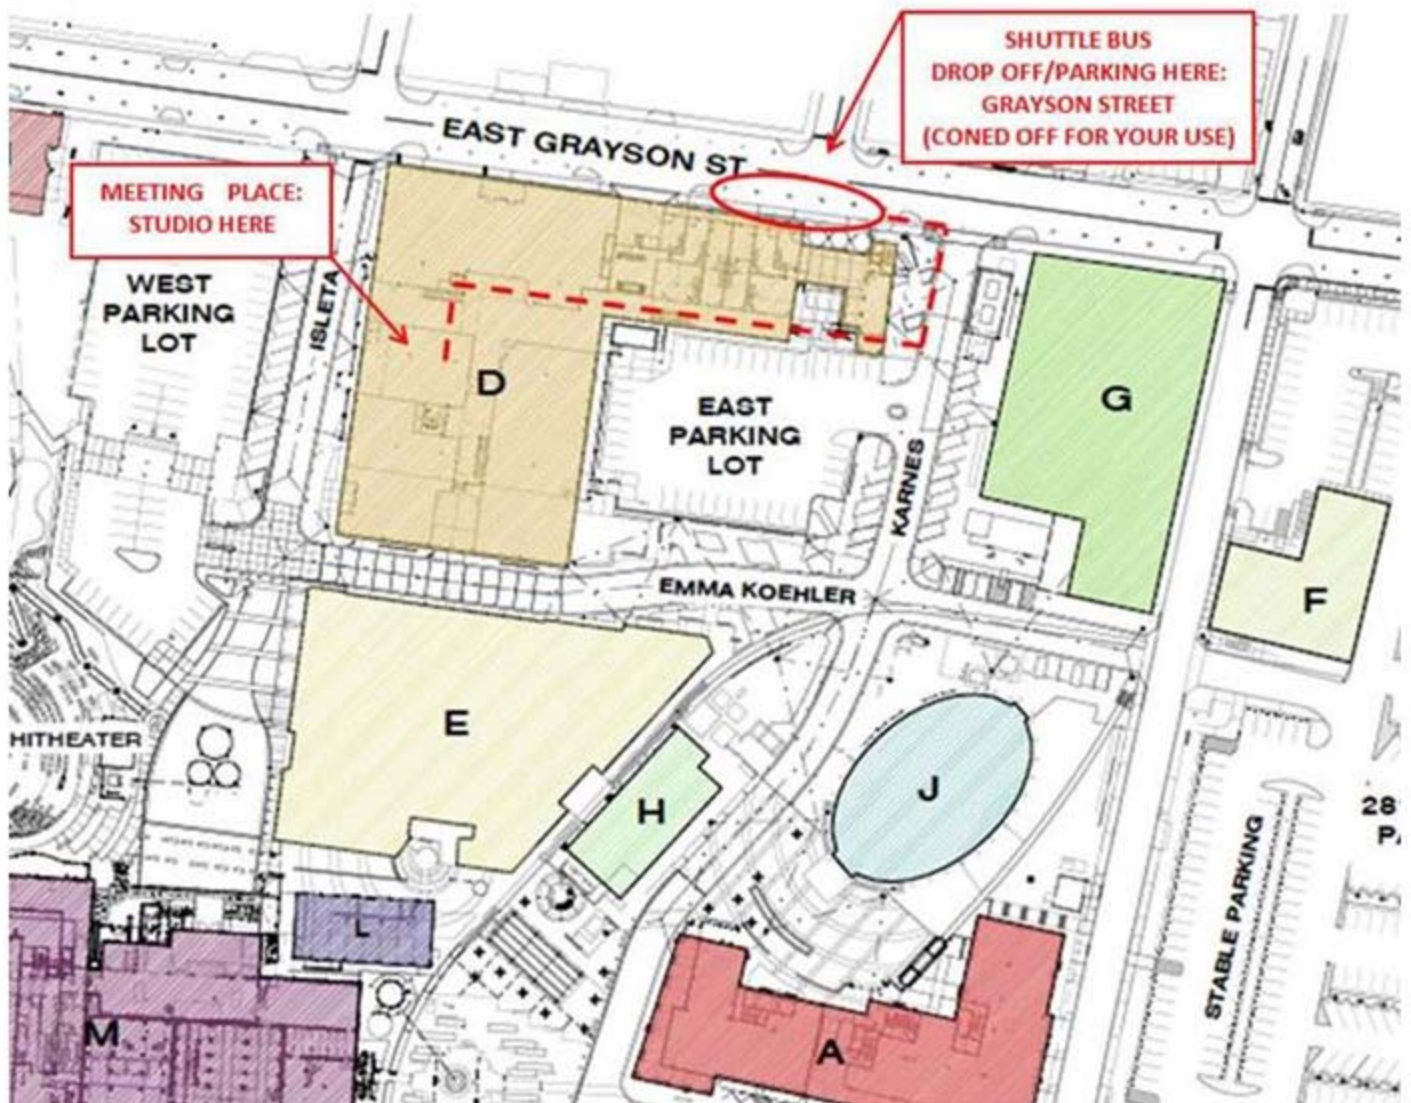 SHUTTLE BUS
DROP OFF/PARKING HERE:
GRAYSON STREET
(CONED OFF FOR YOUR USE)
EAST GRAYSON ST
MEETING PLACE:
STUDIO HERE
WEST
PARKING
LOT
ISLETA
D
EAST
PARKING
LOT
G
KARNES
EMMA KOEHLER
F
E
HITHEATER
H
J
28
P
STABLE PARKING
L
M
A